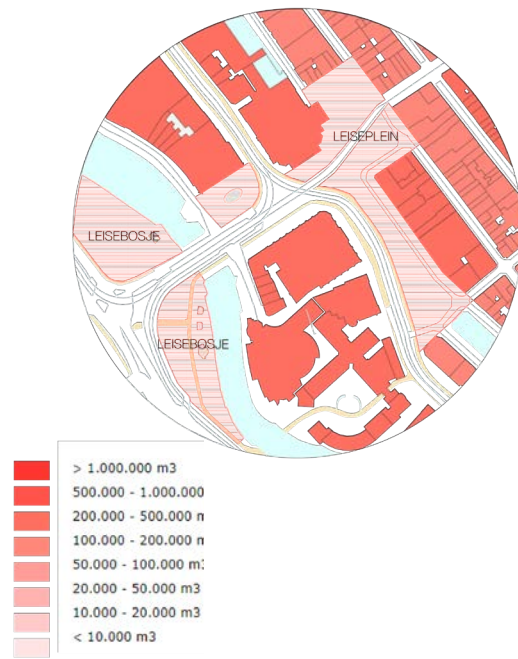 LEISEPLEIN
LEISEBOSJE
LEISEBOSJE
> 1.000.000 m3
500.000 - 1.000.000
200.000 - 500.000 m
100.000 - 200.000 m
50.000 - 100.000 m3
20.000 - 50.000 m3
10.000 - 20.000 m3
< 10.000 m3